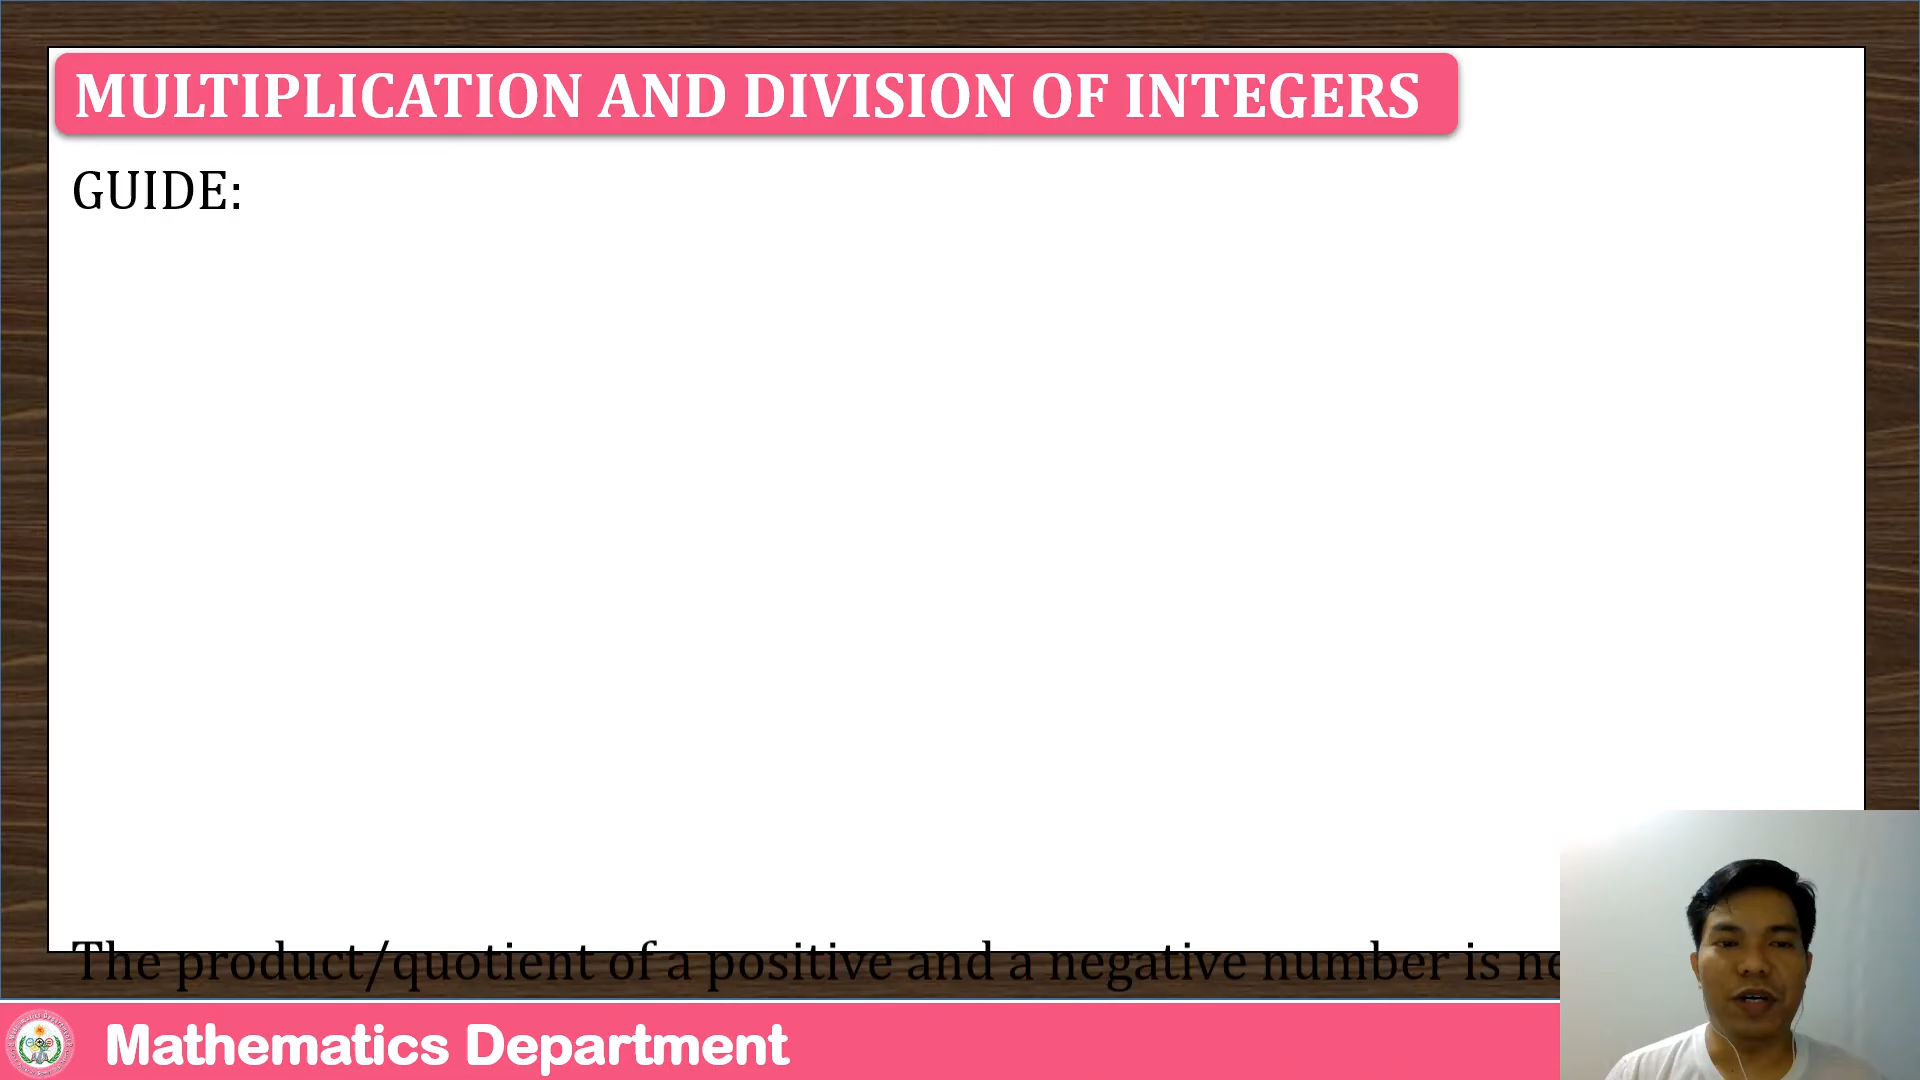 MULTIPLICATION AND DIVISION OF INTEGERS
GUIDE:
The product/quotient of a positive and a negative number is
Mathematics Department